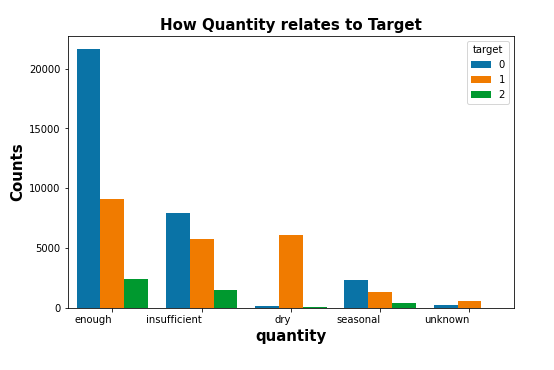 How Quantity relates to Target
target
0
1
2
Counts
20000
15000
10000
5000
0
enough insufficient dry seasonal unknown
quantity